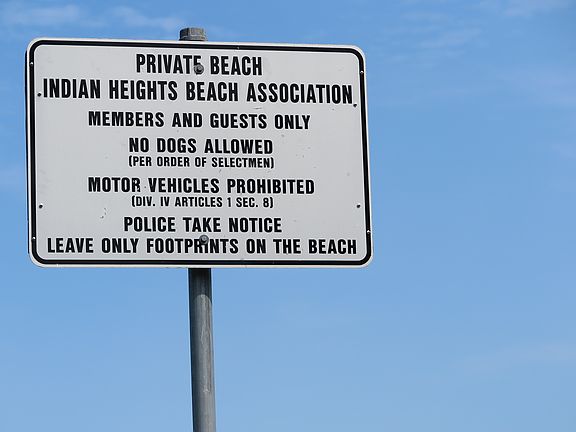 PRIVATE BEACH
INDIAN HEIGHTS BEACH ASSOCIATION
MEMBERS AND GUESTS ONLY
NO DOGS ALLOWED
(PER ORDER OF SELECTMEN)
MOTOR VEHICLES PROHIBITED
(DIV. IV ARTICLES 1 SEC. 8)
POLICE TAKE NOTICE
LEAVE ONLY FOOTPRINTS ON THE BEACH